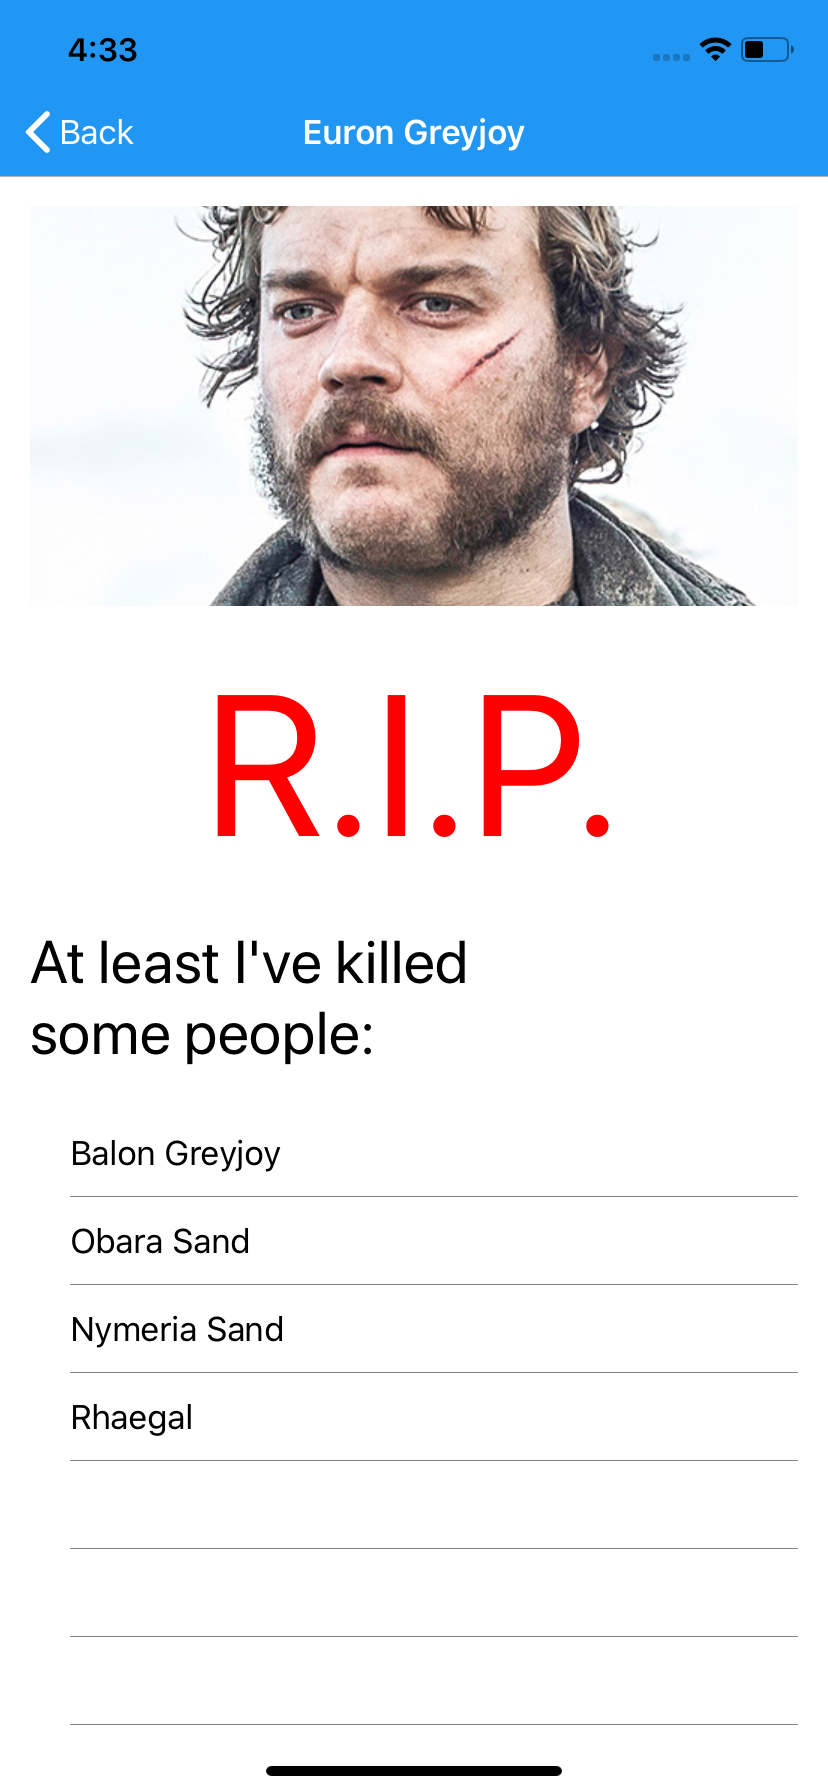 4:33
Back
Euron Greyjoy
R.I.P.
At least I've killed
some people:
Balon Greyjoy
Obara Sand
Nymeria Sand
Rhaegal